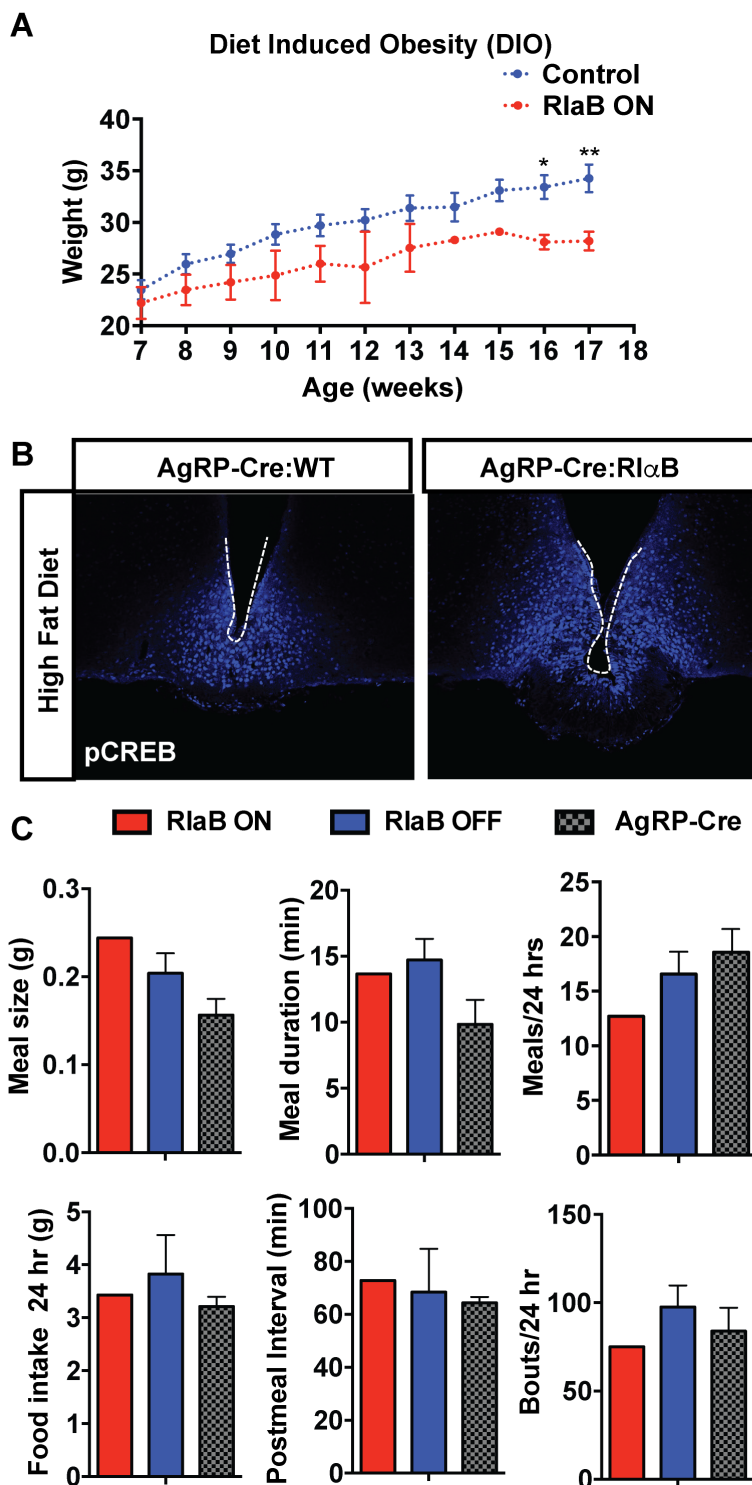 A
Diet Induced Obesity (DIO)
Control
RIaB ON
40
35
30
25
20
Weight (g)
* **
7 8 9 10 11 12 13 14 15 16 17 18
Age (weeks)
B
AgRP-Cre:WT AgRP-Cre:RIαB
High Fat Diet
pCREB
C
RIaB ON RIaB OFF AgRP-Cre
Meal size (g)
0.3
0.2
0.1
0.0
Meal duration (min)
20
15
10
5
0
Meals/24 hrs
25
20
15
10
5
0
Food intake 24 hr (g)
5
4
3
2
1
0
Postmeal Interval (min)
100
80
60
40
20
0
Bouts/24 hr
150
100
50
0